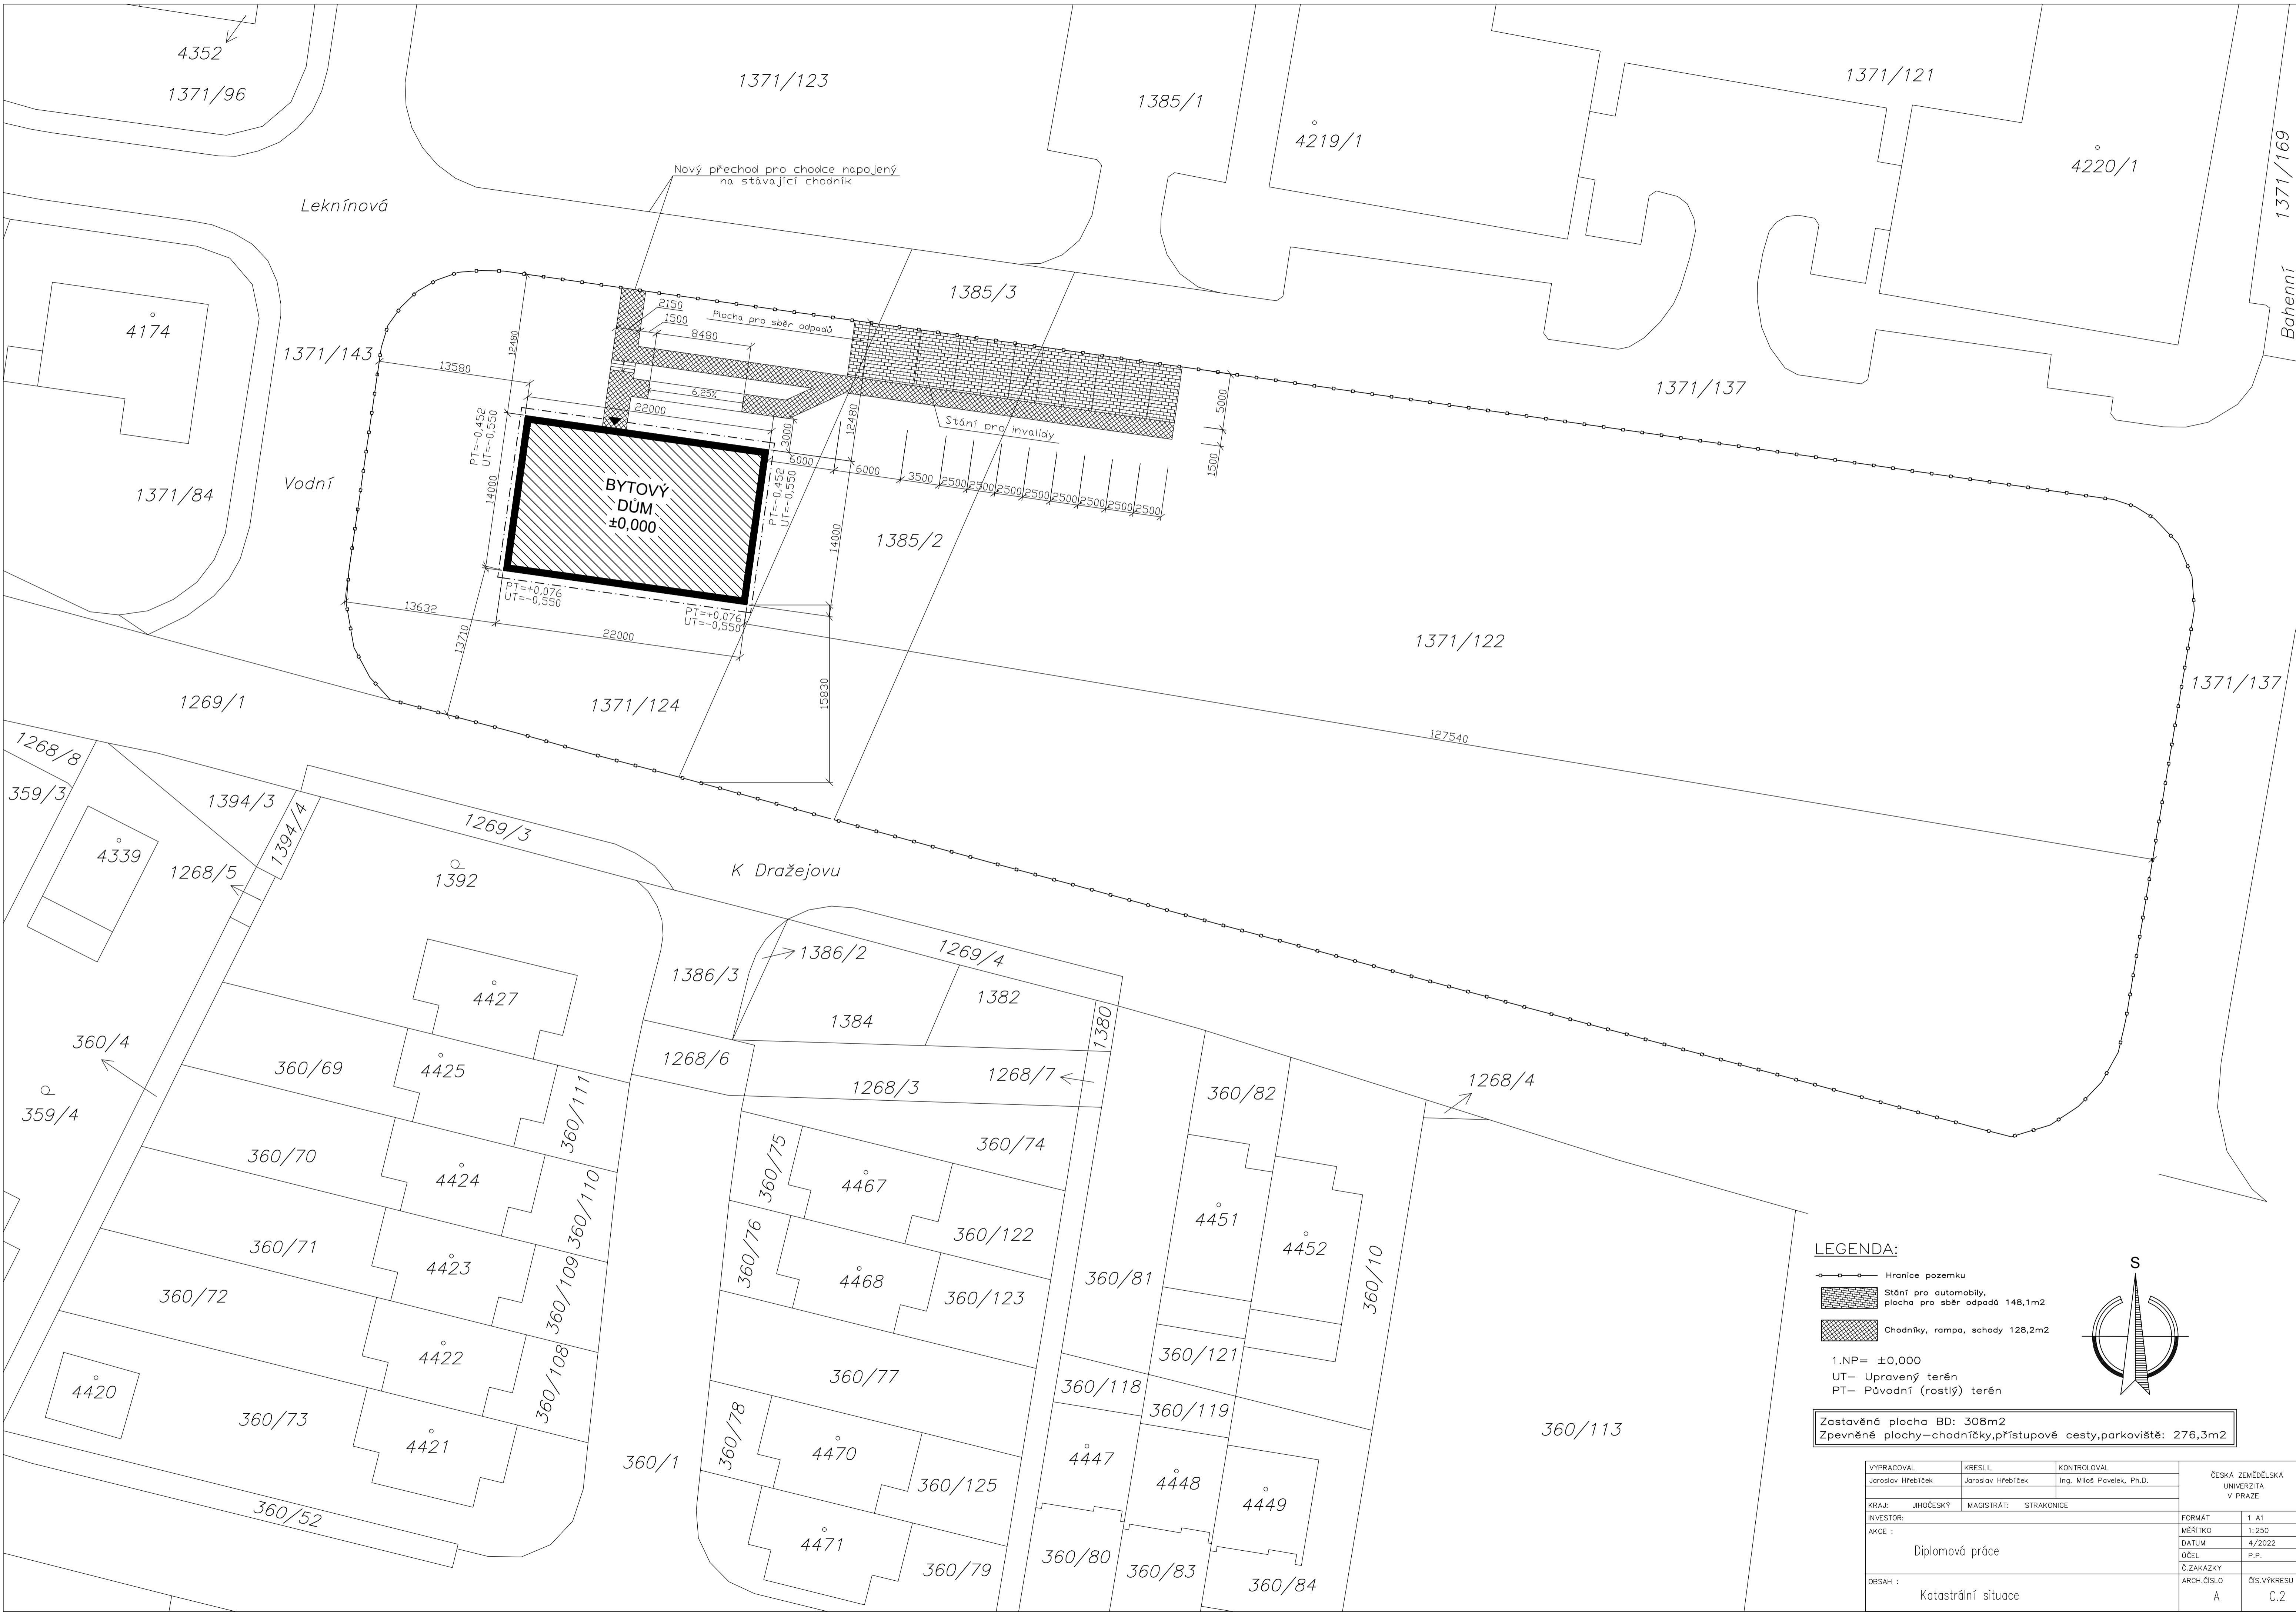 4352
1371/96
1371/123
1385/1
4219/1
1371/121
4220/1
1371/169
Bahenní
Nový přechod pro chodce napojený
na stávající chodník
Leknínová
4174
1371/143
1371/84
Vodní
1385/3
1371/137
2150
1500
8480
Plocha pro sběr odpadů
12480
13580
6,25%
22000
3000
12480
Stání pro invalidy
5000
1500
6000
6000
3500
2500
2500
2500
2500
2500
2500
2500
2500
PT=-0,452
UT=-0,550
14000
BYTOVÝ
DŮM
±0,000
PT=-0,452
UT=-0,550
14000
1385/2
PT=+0,076
UT=-0,550
PT=+0,076
UT=-0,550
13632
13710
22000
15830
127540
1371/122
1371/137
1371/124
1269/1
1268/8
359/3
1394/3
1394/4
1269/3
4339
1268/5
1392
K Dražejovu
1386/3
1386/2
1269/4
1382
1384
1380
4427
360/4
359/4
360/69
4425
360/111
1268/6
1268/3
1268/7
360/82
1268/4
360/70
4424
360/110
360/75
4467
360/74
360/122
4451
4452
360/71
4423
360/109
360/76
4468
360/123
360/81
360/10
360/72
4422
360/108
360/77
360/121
360/118
360/119
4420
360/73
4421
360/1
360/78
4470
360/125
4447
4448
4449
360/113
360/52
4471
360/79
360/80
360/83
360/84
LEGENDA:
Hranice pozemku
Stání pro automobily,
plocha pro sběr odpadů 148,1m2
Chodníky, rampa, schody 128,2m2
1.NP= ±0,000
UT- Upravený terén
PT- Původní (rostlý) terén
S
Zastavěná plocha BD: 308m2
Zpevněné plochy-chodníčky,přístupové cesty,parkoviště: 276,3m2
VYPRACOVAL KRESLIL KONTROLOVAL
Jaroslav Hřebíček Jaroslav Hřebíček Ing. Miloš Pavelek, Ph.D.
ČESKÁ ZEMĚDĚLSKÁ
UNIVERZITA
V PRAZE
KRAJ: JIHOČESKÝ MAGISTRÁT: STRAKONICE
INVESTOR:
AKCE :
Diplomová práce
FORMÁT 1 A1
MĚŘÍTKO 1:250
DATUM 4/2022
ÚČEL P.P.
Č.ZAKÁZKY
OBSAH :
Katastrální situace
ARCH.ČÍSLO ČÍS.VÝKRESU
A C.2